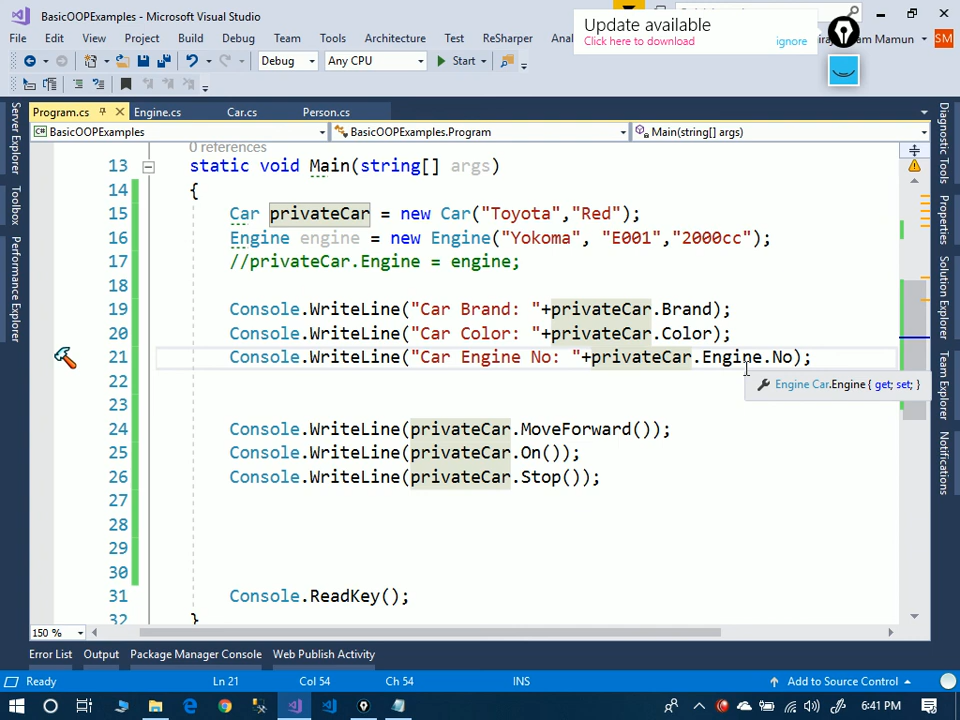 BasicOOPExamples - Microsoft Visual Studio
Update available
Click here to download
ignore
File Edit View Project Build Debug Team Tools Architecture Test ReSharper
am Mamun
SM
Debug Any CPU Start
Program.cs Engine.cs Car.cs Person.cs
BasicOOPExamples BasicOOPExamples.Program Main(string[] args)
0 references
13 static void Main(string[] args)
14 {
15 Car privateCar = new Car("Toyota","Red");
16 Engine engine = new Engine("Yokoma", "E001","2000cc");
17 //privateCar.Engine = engine;
18
19 Console.WriteLine("Car Brand: "+privateCar.Brand);
20 Console.WriteLine("Car Color: "+privateCar.Color);
21 Console.WriteLine("Car Engine No: "+privateCar.Engine.No);
Engine Car.Engine { get; set; }
22
23
24 Console.WriteLine(privateCar.MoveForward());
25 Console.WriteLine(privateCar.On());
26 Console.WriteLine(privateCar.Stop());
27
28
29
30
31 Console.ReadKey();
32 }
Server Explorer
Toolbox
Performance Explorer
Diagnostic Tools
Properties
Solution Explorer
Team Explorer
Notifications
150 %
Error List Output Package Manager Console Web Publish Activity
Ready Ln 21 Col 54 Ch 54 INS Add to Source Control
6:41 PM